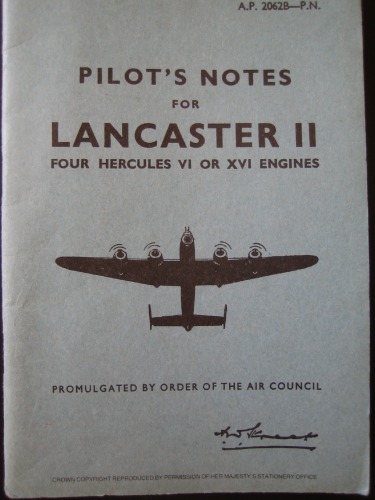 A.P. 2062B—P.N.
PILOT'S NOTES
FOR
LANCASTER II
FOUR HERCULES VI OR XVI ENGINES
PROMULGATED BY ORDER OF THE AIR COUNCIL
CROWN COPYRIGHT REPRODUCED BY PERMISSION OF HER MAJESTY'S STATIONERY OFFICE